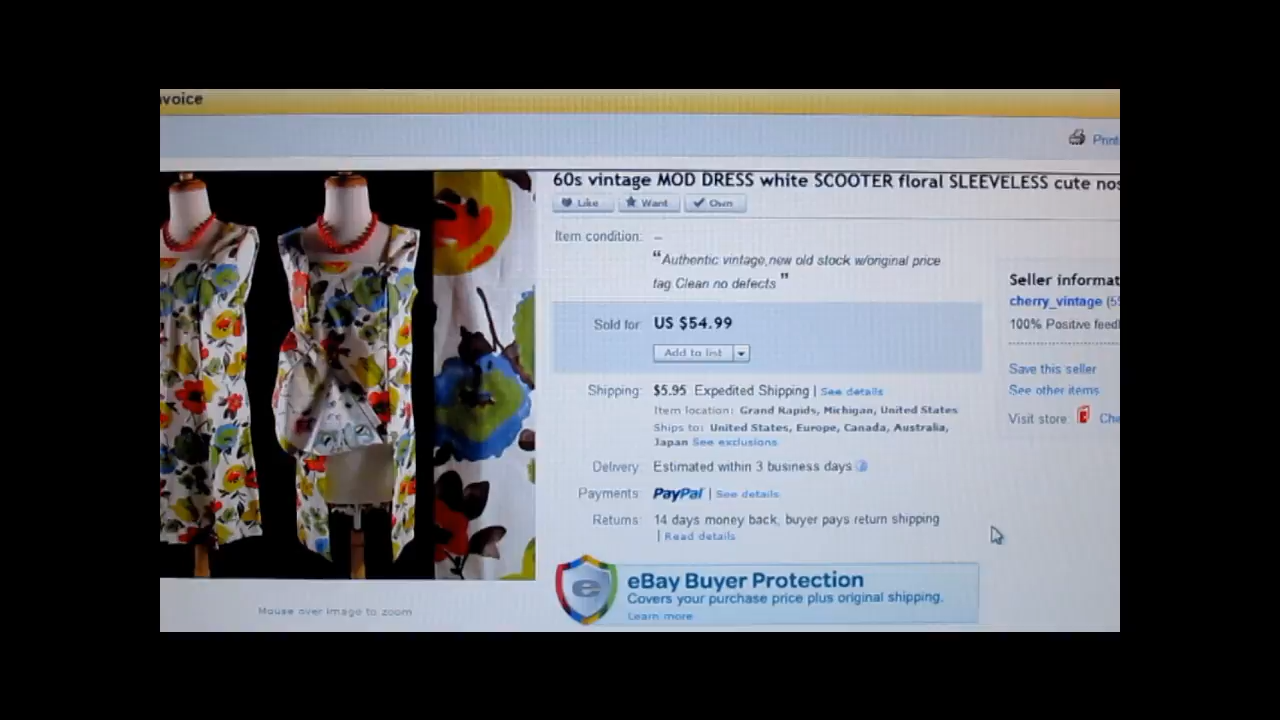 voice
Print
60s vintage MOD DRESS white SCOOTER floral SLEEVELESS cute nos
Like Want Own
Item condition: --
“Authentic vintage,new old stock w/original price
tag.Clean no defects”
Sold for: US $54.99
Add to list
Shipping: $5.95 Expedited Shipping | See details
Item location: Grand Rapids, Michigan, United States
Ships to: United States, Europe, Canada, Australia,
Japan See exclusions
Delivery: Estimated within 3 business days
Payments: PayPal | See details
Returns: 14 days money back, buyer pays return shipping
| Read details
eBay Buyer Protection
Covers your purchase price plus original shipping.
Learn more
Mouse over image to zoom
Seller informat
cherry_vintage (5
100% Positive feed
Save this seller
See other items
Visit store: Che